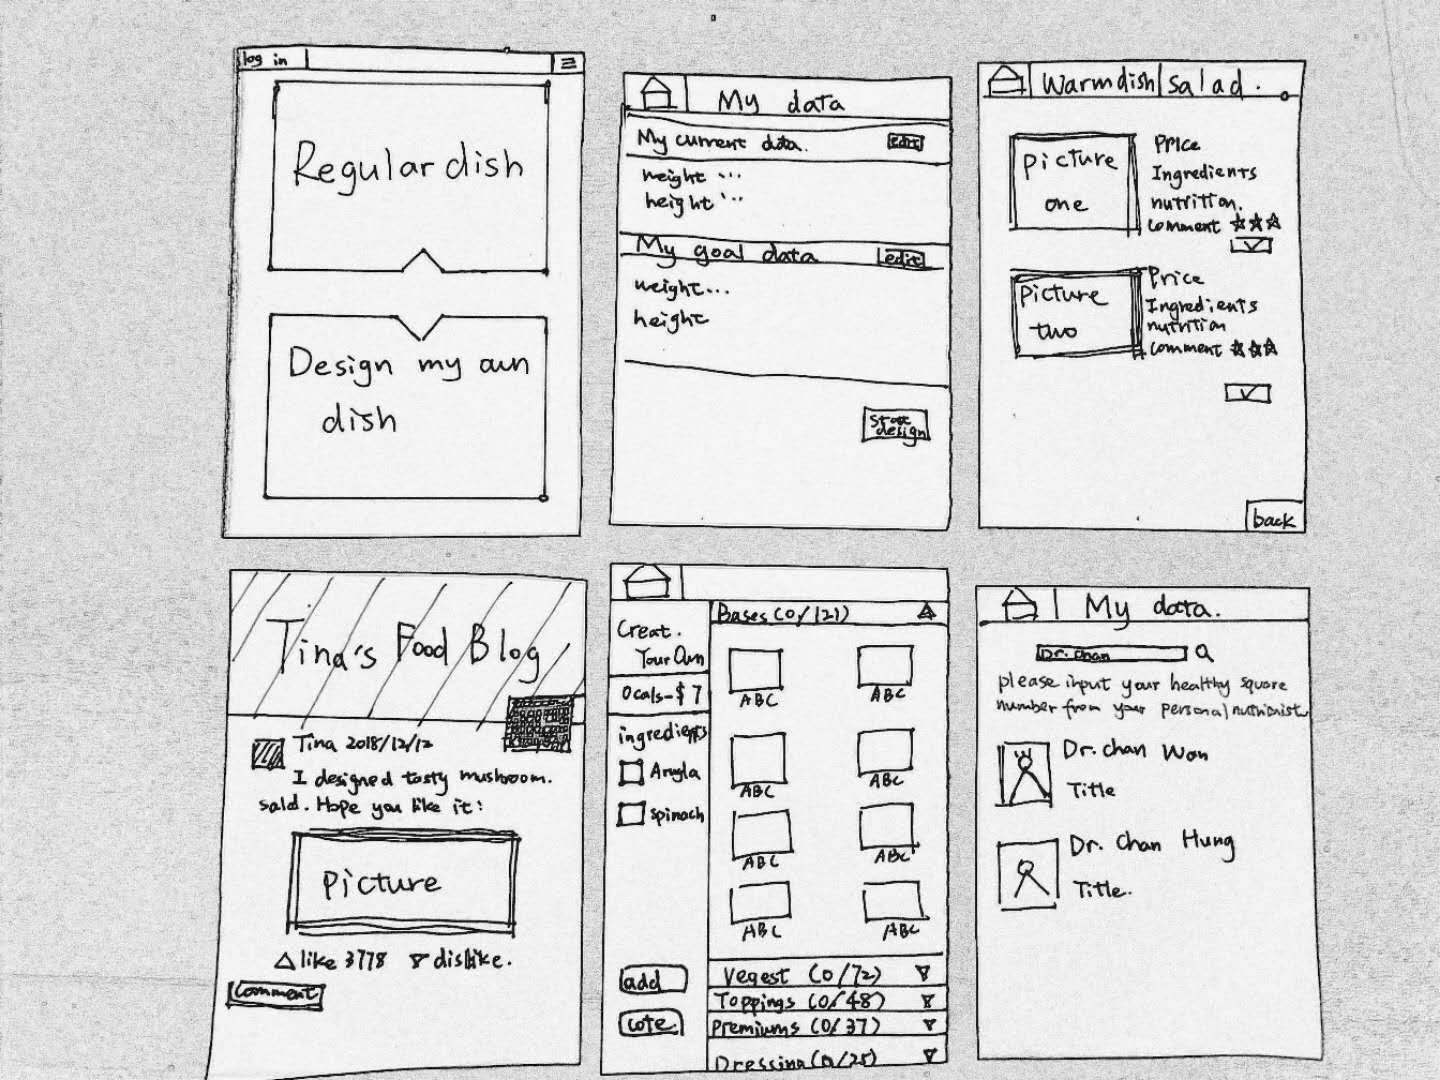 log in
Regular dish
Design my own
dish
My data
My current data.
edit
weight ...
height ...
My goal data
edit
weight...
height
Start
design
Warmdish salad.
picture
one
Price
Ingredients
nutrition.
comment
picture
two
Price
Ingredients
nutrition
comment
back
Tina's Food Blog
Tina 2018/12/12
I designed tasty mushroom.
sald. Hope you like it:
picture
like 3778 dislike.
Comment
Creat.
Your Own
0 cals-$7
ingredients
Arugla
spinach
add
Bases (0/121)
ABC
ABC
ABC
ABC
ABC
ABC
ABC
ABC
Vegest (0/72)
Toppings (0/48)
Premiums (0/37)
Dressing (0/25)
My data.
Dr. Chan
please input your healthy square
number from your personal nutrionist
Dr. chan Won
Title
Dr. Chan Hung
Title.